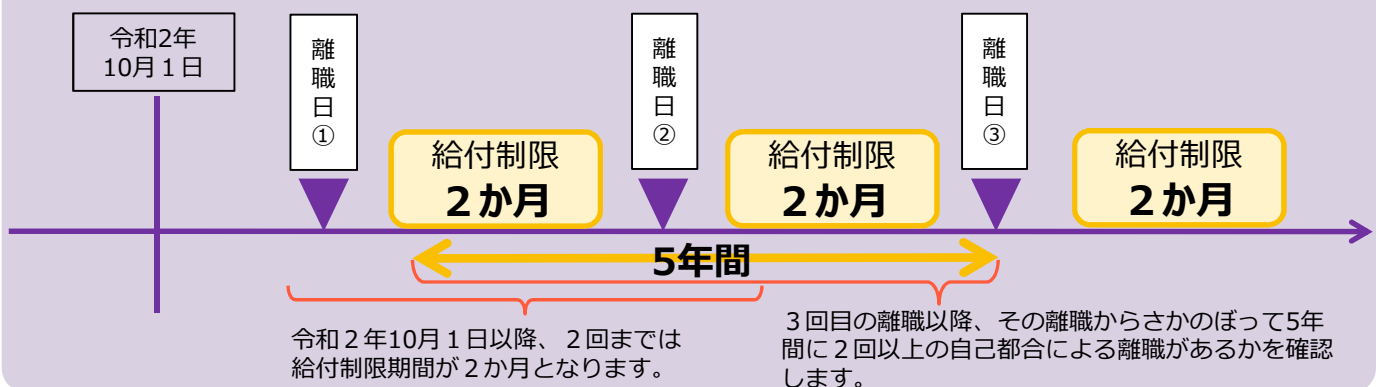 令和2年
10月１日
離職日①
給付制限
２か月
離職日②
給付制限
２か月
離職日③
給付制限
２か月
5年間
令和２年10月１日以降、２回までは
給付制限期間が２か月となります。
３回目の離職以降、その離職からさかのぼって5年
間に２回以上の自己都合による離職があるかを確認
します。